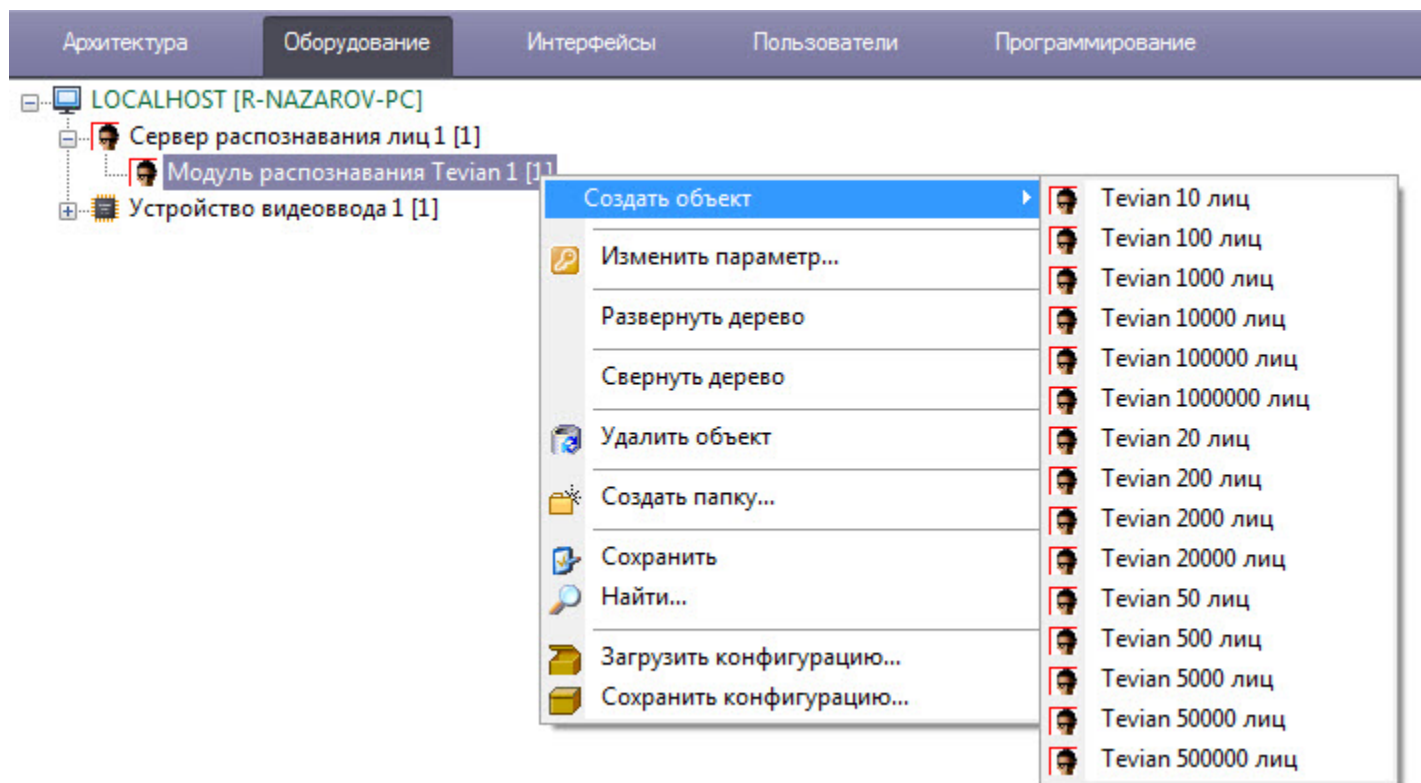 Архитектура Оборудование Интерфейсы Пользователи Программирование
LOCALHOST [R-NAZAROV-PC]
Сервер распознавания лиц 1 [1]
Модуль распознавания Tevian 1 [1]
Устройство видеоввода 1 [1]
Создать объект
Изменить параметр...
Развернуть дерево
Свернуть дерево
Удалить объект
Создать папку...
Сохранить
Найти...
Загрузить конфигурацию...
Сохранить конфигурацию...
Tevian 10 лиц
Tevian 100 лиц
Tevian 1000 лиц
Tevian 10000 лиц
Tevian 100000 лиц
Tevian 1000000 лиц
Tevian 20 лиц
Tevian 200 лиц
Tevian 2000 лиц
Tevian 20000 лиц
Tevian 50 лиц
Tevian 500 лиц
Tevian 5000 лиц
Tevian 50000 лиц
Tevian 500000 лиц